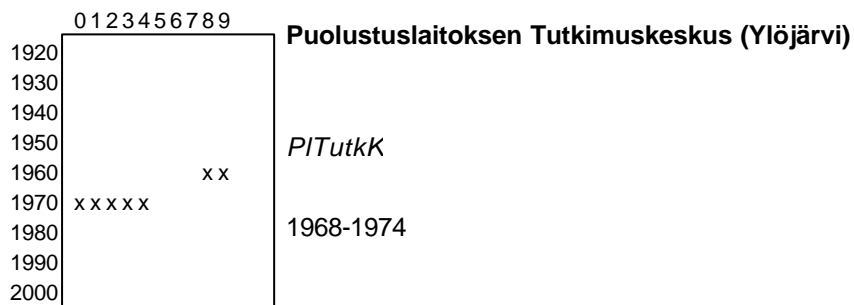 0123456789
Puolustuslaitoksen Tutkimuskeskus (Ylöjärvi)
1920
1930
1940
1950
PlTutkK
1960 x x
1970 x x x x x
1968-1974
1980
1990
2000